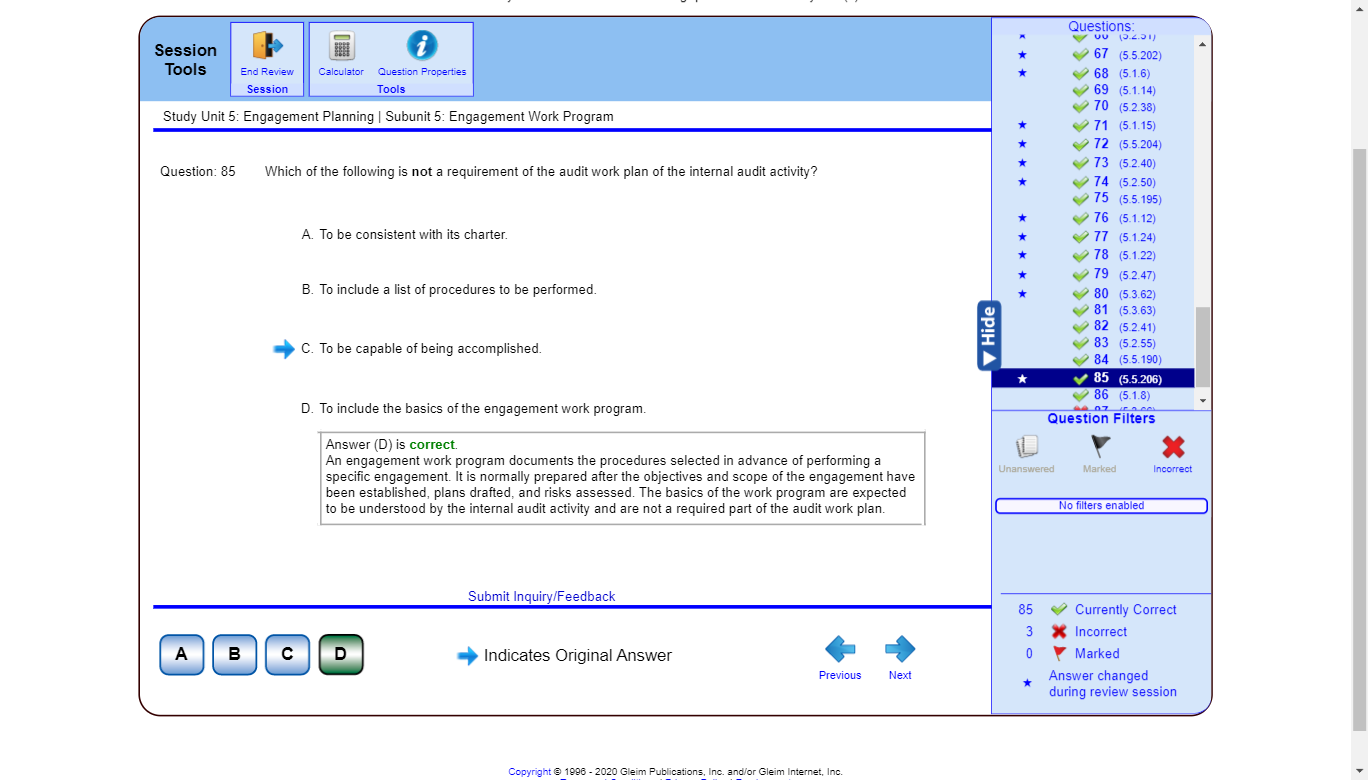 Session
Tools
End Review
Session
Calculator
Question Properties
Tools
Study Unit 5: Engagement Planning | Subunit 5: Engagement Work Program
Question: 85
Which of the following is not a requirement of the audit work plan of the internal audit activity?
A. To be consistent with its charter.
B. To include a list of procedures to be performed.
C. To be capable of being accomplished.
D. To include the basics of the engagement work program.
Answer (D) is correct.
An engagement work program documents the procedures selected in advance of performing a
specific engagement. It is normally prepared after the objectives and scope of the engagement have
been established, plans drafted, and risks assessed. The basics of the work program are expected
to be understood by the internal audit activity and are not a required part of the audit work plan.
Submit Inquiry/Feedback
A
B
C
D
Indicates Original Answer
Previous
Next
Questions:
67 (5.5.202)
68 (5.1.6)
69 (5.1.14)
70 (5.2.38)
71 (5.1.15)
72 (5.5.204)
73 (5.2.40)
74 (5.2.50)
75 (5.5.195)
76 (5.1.12)
77 (5.1.24)
78 (5.1.22)
79 (5.2.47)
80 (5.3.62)
81 (5.3.63)
82 (5.2.41)
83 (5.2.55)
84 (5.5.190)
85 (5.5.206)
86 (5.1.8)
Hide
Question Filters
Unanswered
Marked
Incorrect
No filters enabled
85 Currently Correct
3 Incorrect
0 Marked
Answer changed
during review session
Copyright © 1996 - 2020 Gleim Publications, Inc. and/or Gleim Internet, Inc.